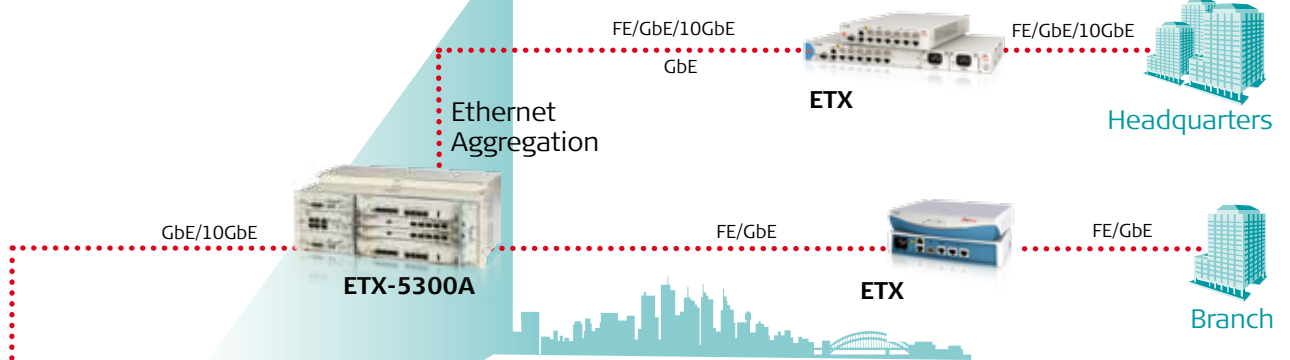 FE/GbE/10GbE
GbE
FE/GbE/10GbE
ETX
Headquarters
Ethernet
Aggregation
GbE/10GbE
FE/GbE
FE/GbE
ETX-5300A
ETX
Branch